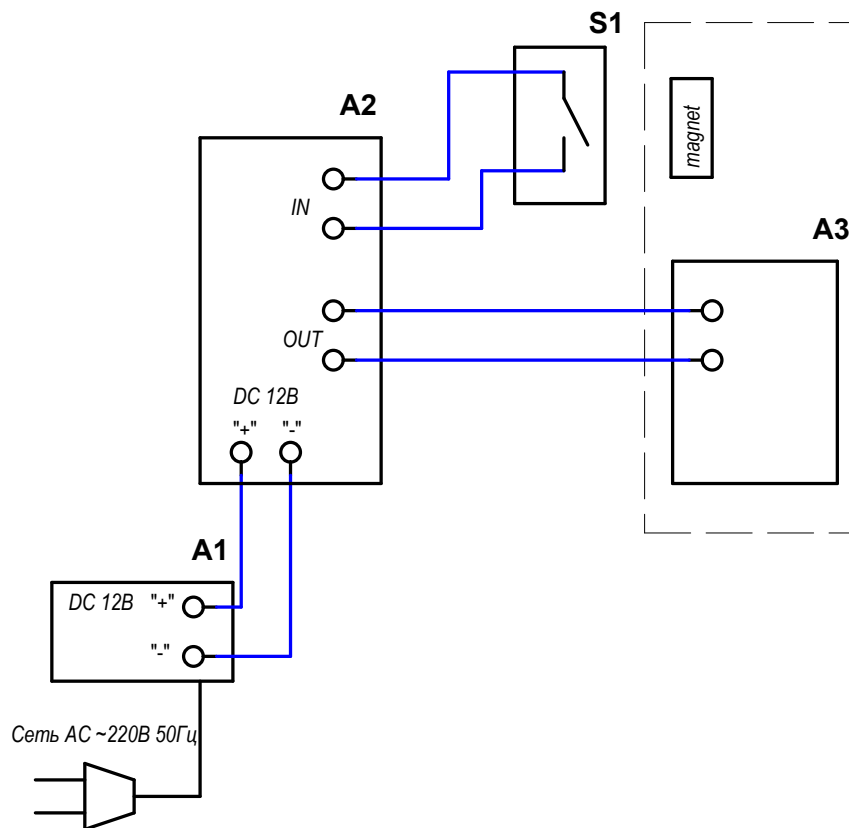 S1
A2
magnet
IN
A3
OUT
DC 12В
"+" "-"
A1
DC 12В "+"
"-"
Сеть АС ~220В 50Гц